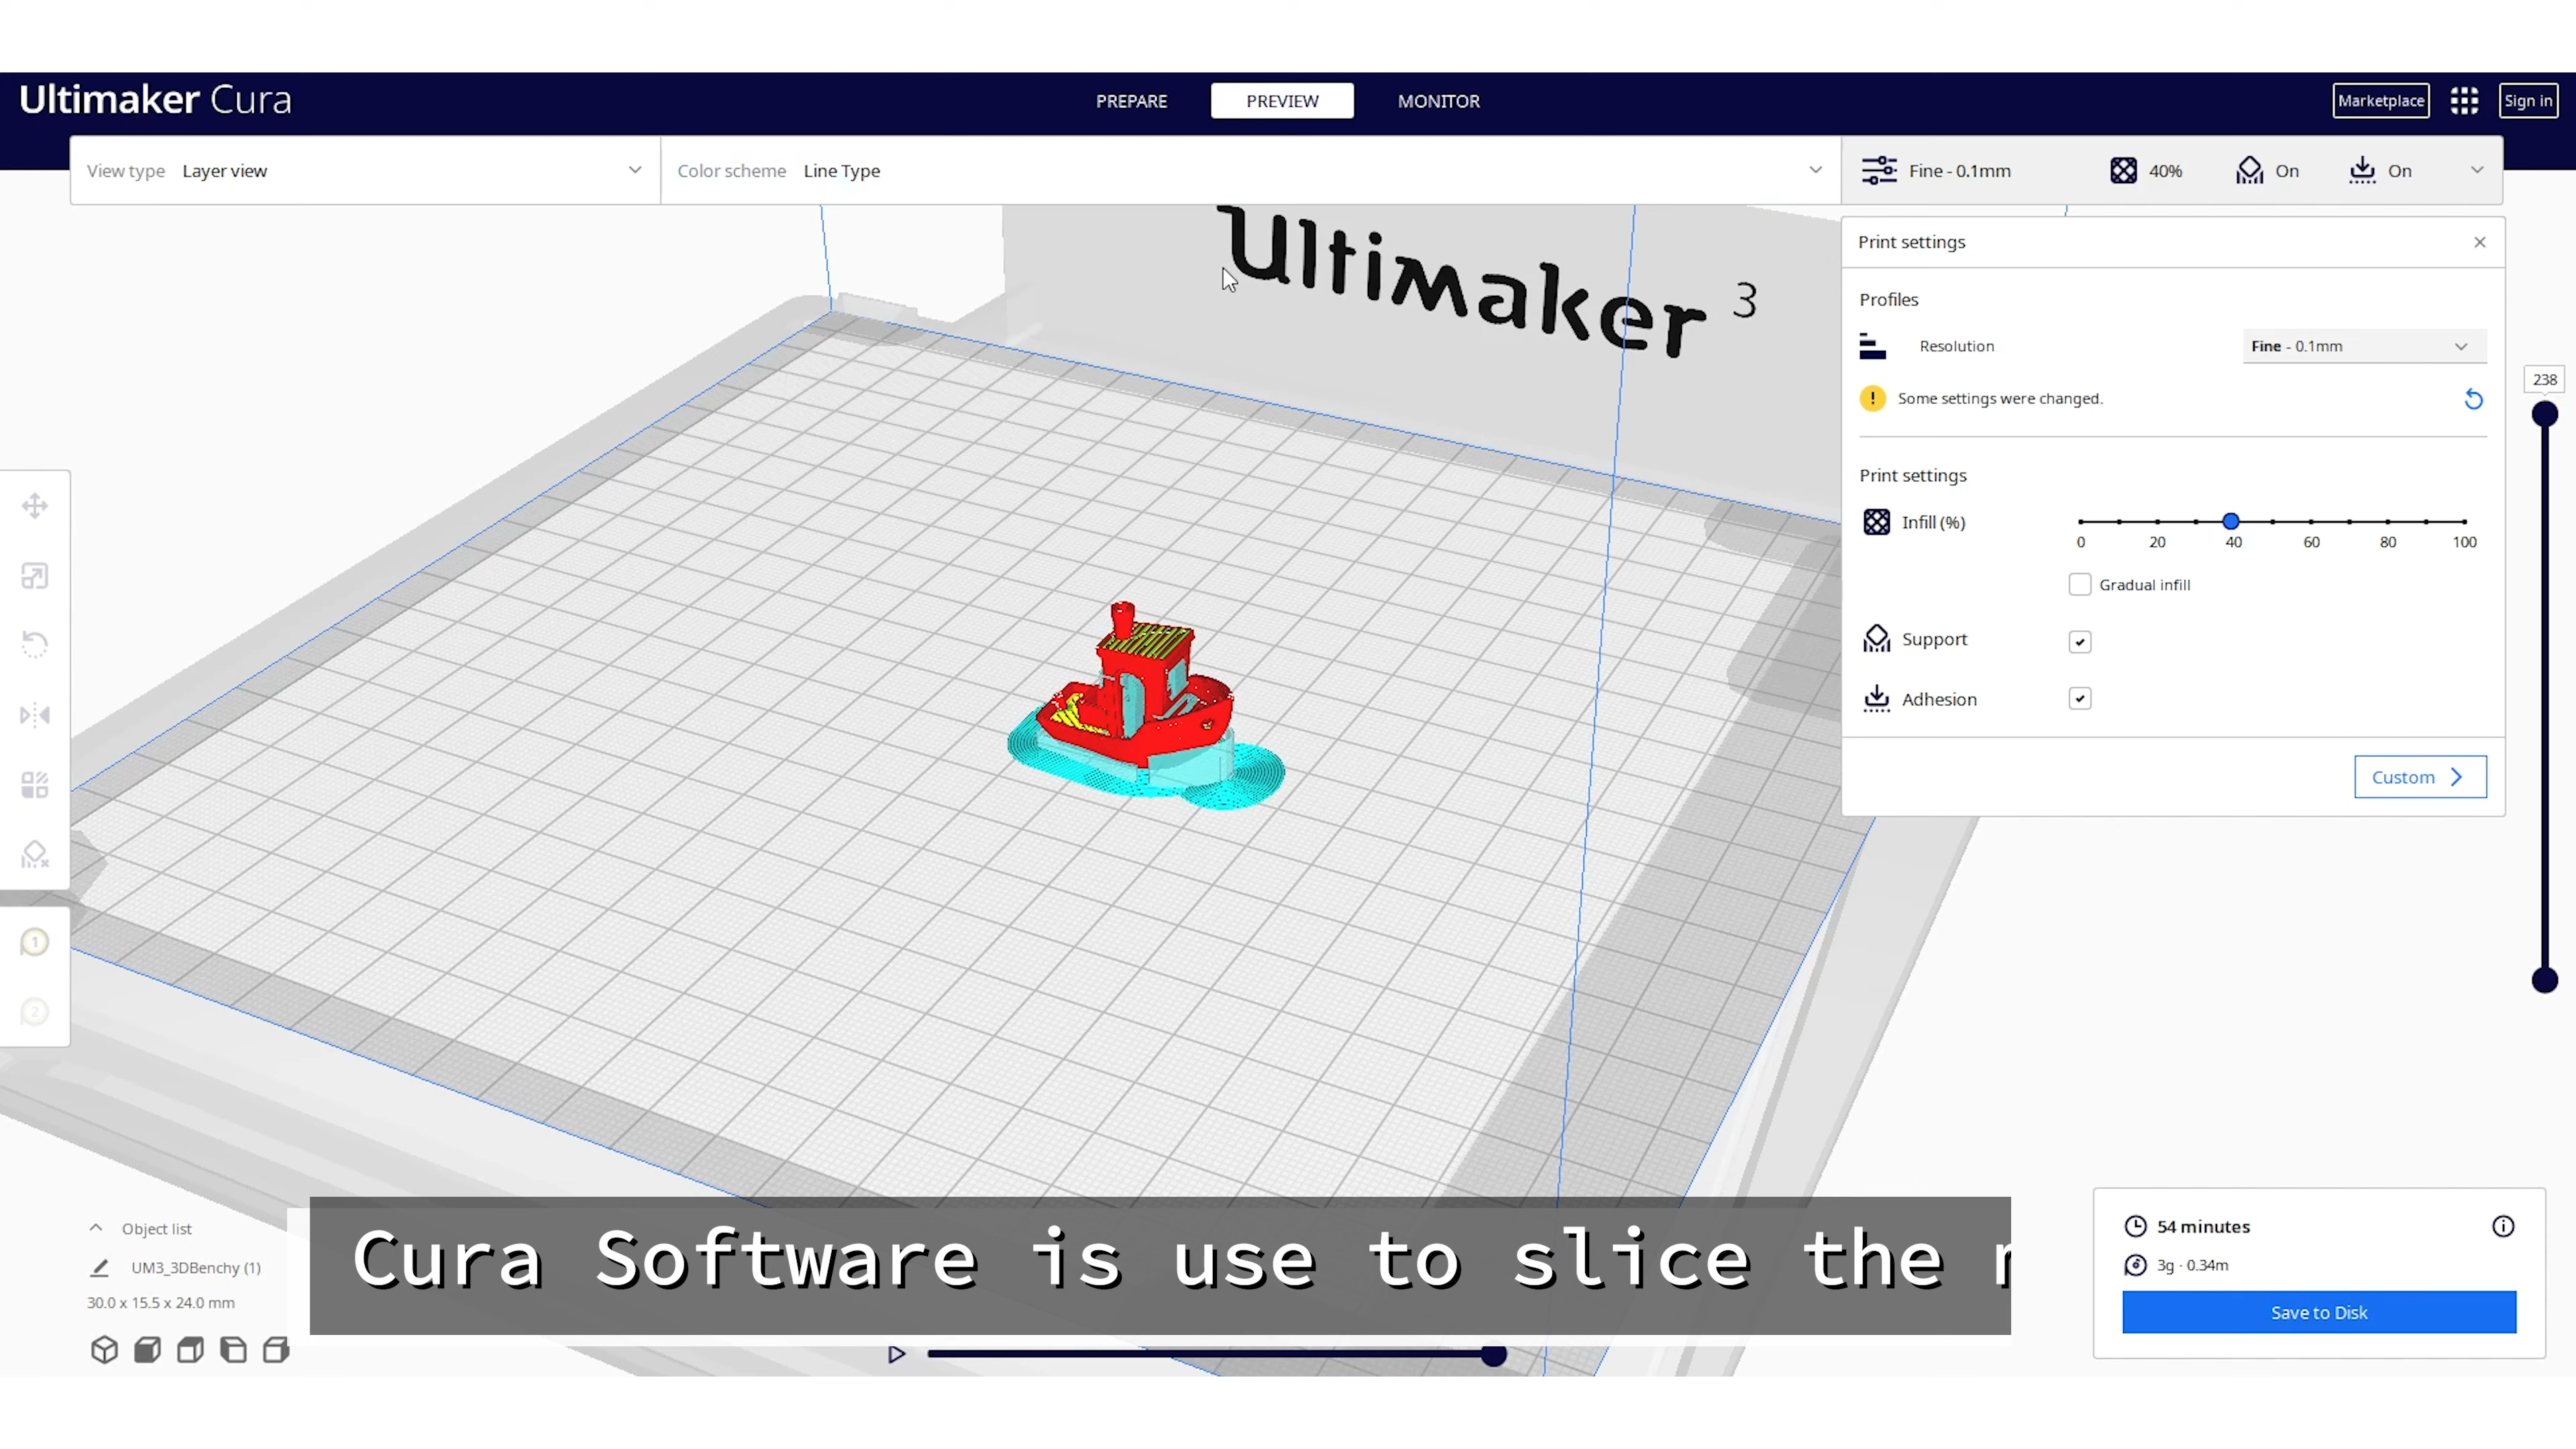 Ultimaker Cura
PREPARE
PREVIEW
MONITOR
Marketplace
Sign in
View type Layer view
Color scheme Line Type
Fine - 0.1mm
40%
On
On
Ultimaker 3
Print settings
Profiles
Resolution
Fine - 0.1mm
Some settings were changed.
238
Print settings
Infill (%)
0 20 40 60 80 100
Gradual infill
Support
Adhesion
Custom
1
2
Object list
UM3_3DBenchy (1)
30.0 x 15.5 x 24.0 mm
Cura Software is use to slice the
54 minutes
3g · 0.34m
Save to Disk